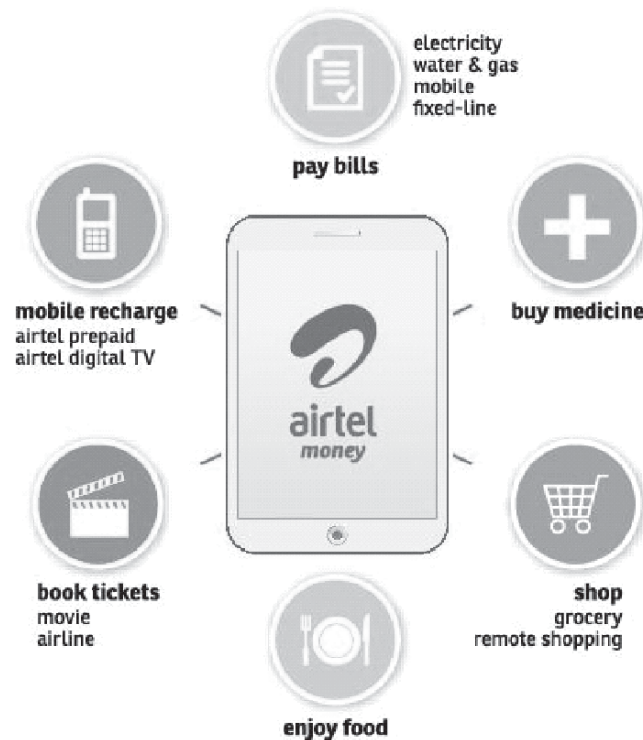 electricity
water & gas
mobile
fixed-line
pay bills
mobile recharge
airtel prepaid
airtel digital TV
buy medicine
airtel
money
book tickets
movie
airline
shop
grocery
remote shopping
enjoy food